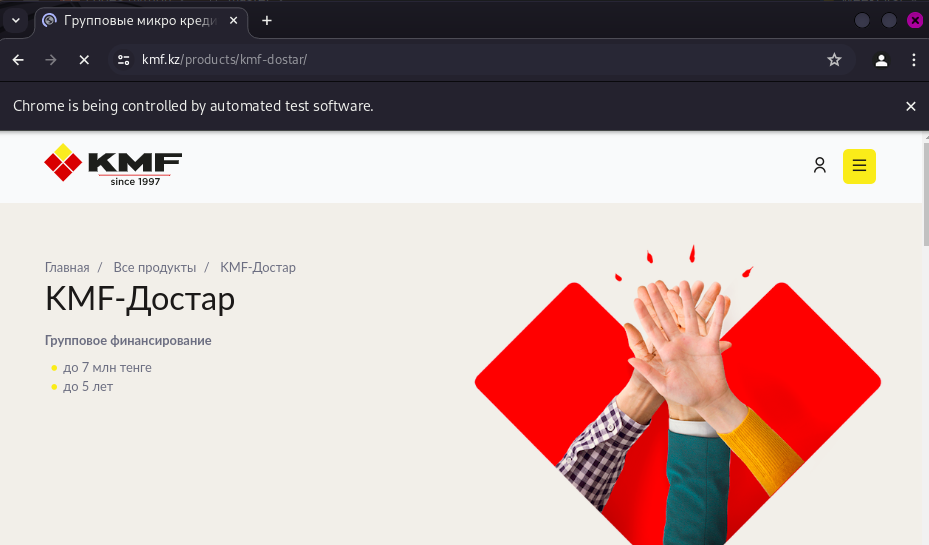 Групповые микро креди
kmf.kz/products/kmf-dostar/
Chrome is being controlled by automated test software.
KMF
since 1997
Главная / Все продукты / KMF-Достар
KMF-Достар
Групповое финансирование
до 7 млн тенге
до 5 лет